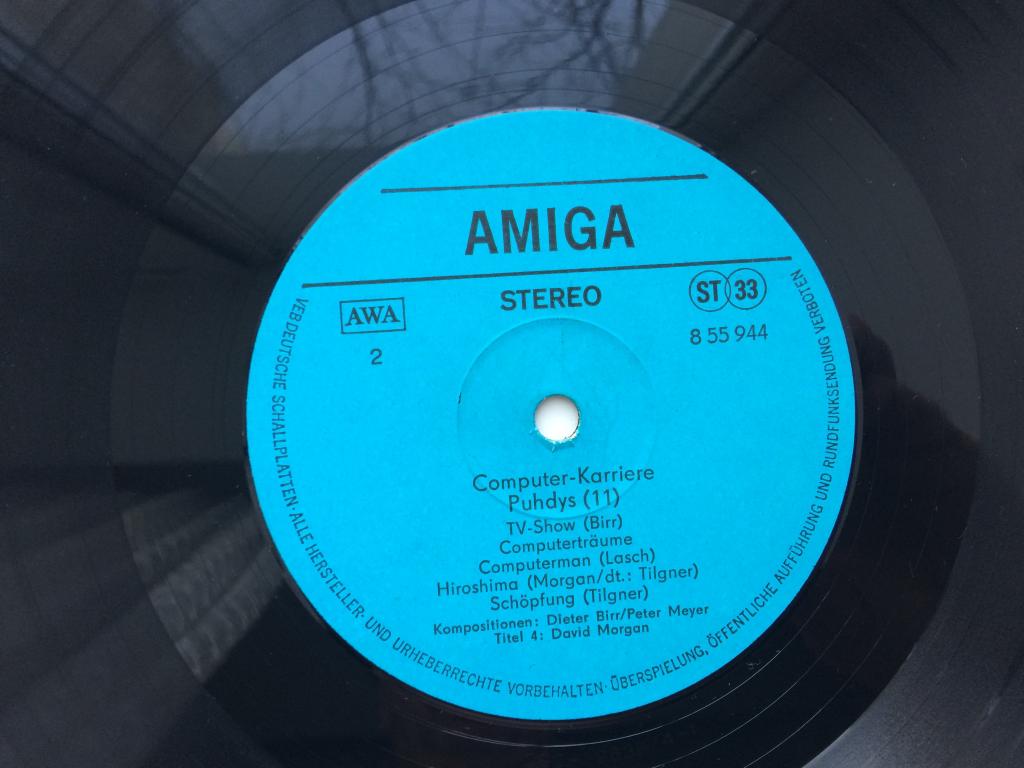 AMIGA
STEREO
AWA
2
ST 33
8 55 944
Computer-Karriere
Puhdys (11)
TV-Show (Birr)
Computerträume
Computerman (Lasch)
Hiroshima (Morgan/dt.: Tilgner)
Schöpfung (Tilgner)
Kompositionen: Dieter Birr/Peter Meyer
Titel 4: David Morgan
VEB DEUTSCHE SCHALLPLATTEN · ALLE HERSTELLER- UND URHEBERRECHTE VORBEHALTEN · ÜBERSPIELUNG, ÖFFENTLICHE AUFFÜHRUNG UND RUNDFUNKSENDUNG VERBOTEN